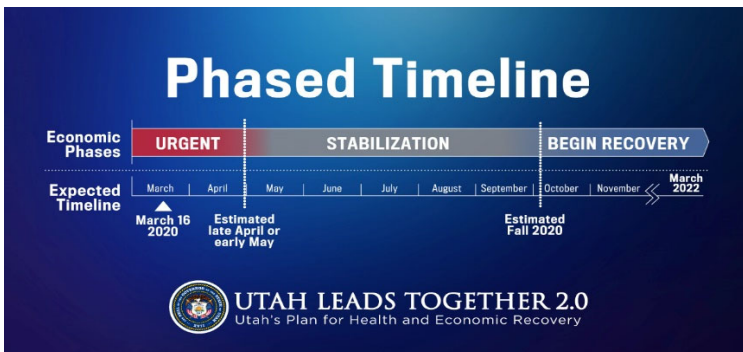 Phased Timeline
Economic
Phases
URGENT
STABILIZATION
BEGIN RECOVERY
Expected
Timeline
March | April | May | June | July | August | September | October | November
March
2022
March 16
2020
Estimated
late April or
early May
Estimated
Fall 2020
UTAH LEADS TOGETHER 2.0
Utah's Plan for Health and Economic Recovery